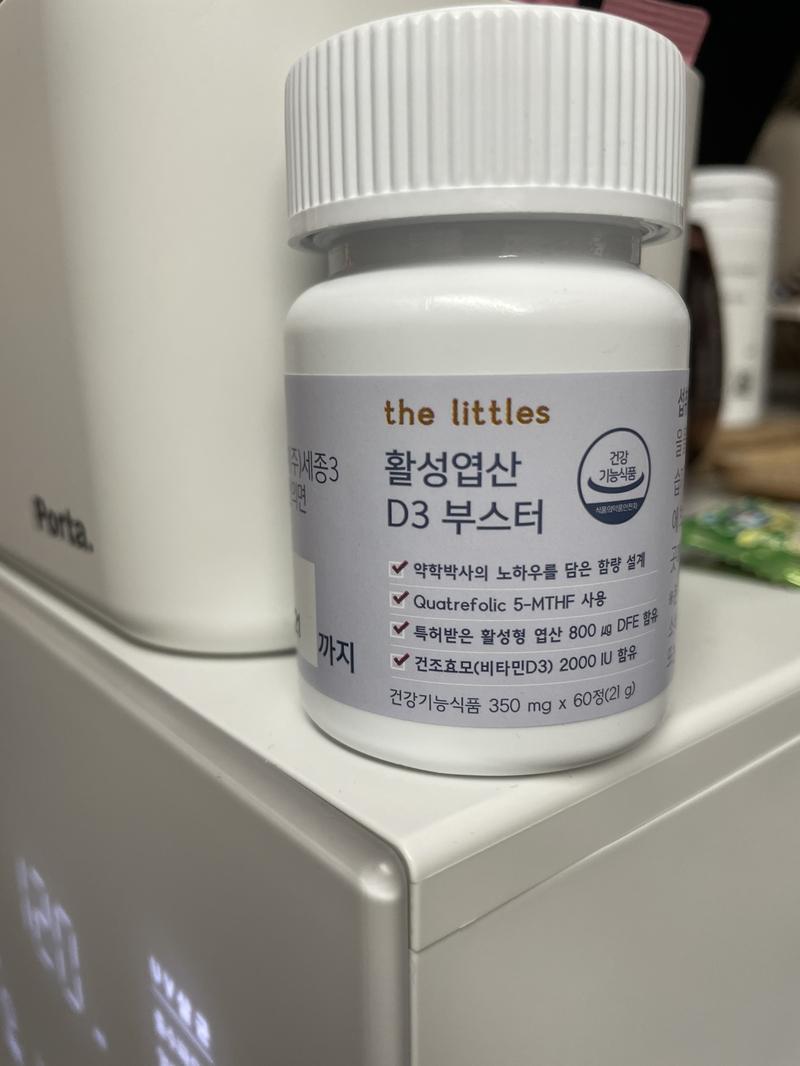 the littles
활성엽산
D3 부스터
건강
기능식품
식품의약품안전처
약학박사의 노하우를 담은 함량 설계
Quatrefolic 5-MTHF 사용
특허받은 활성형 엽산 800 ㎍ DFE 함유
건조효모(비타민D3) 2000 IU 함유
건강기능식품 350 mg x 60정(21 g)
주)세종3
까지
Porta.